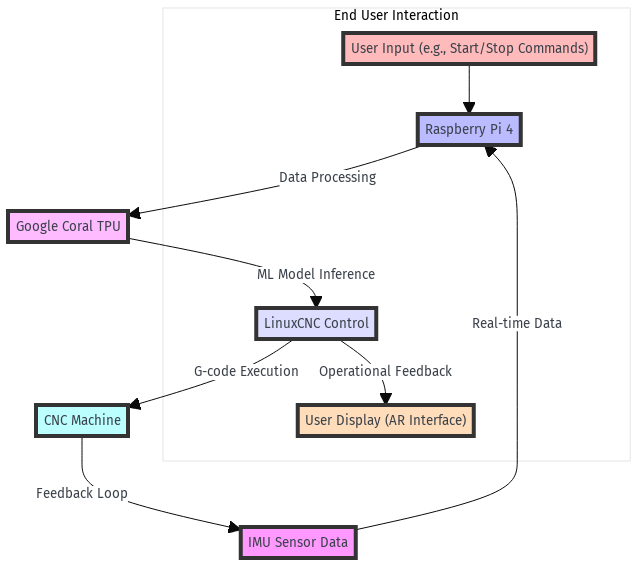 End User Interaction
User Input (e.g., Start/Stop Commands)
Raspberry Pi 4
Data Processing
Google Coral TPU
ML Model Inference
LinuxCNC Control
Real-time Data
G-code Execution
Operational Feedback
CNC Machine
User Display (AR Interface)
Feedback Loop
IMU Sensor Data